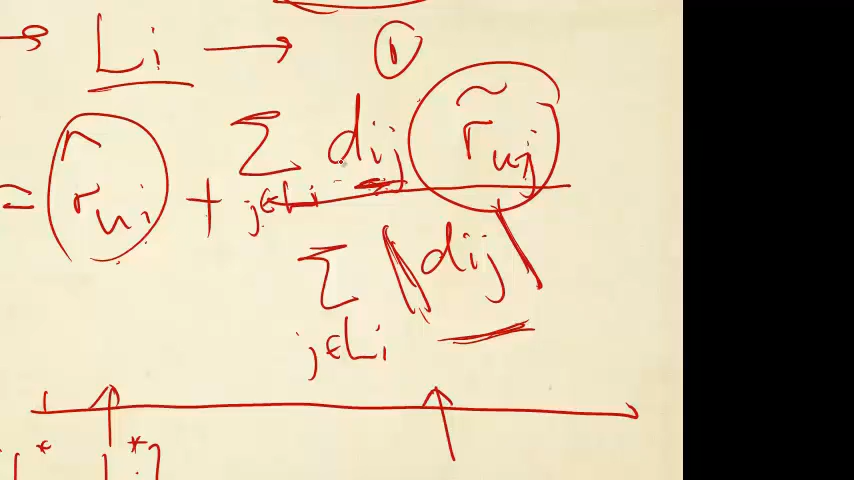 → Li → ①
= r̂ui + Σ j∈Li dij r̃uj
Σ j∈Li |dij|